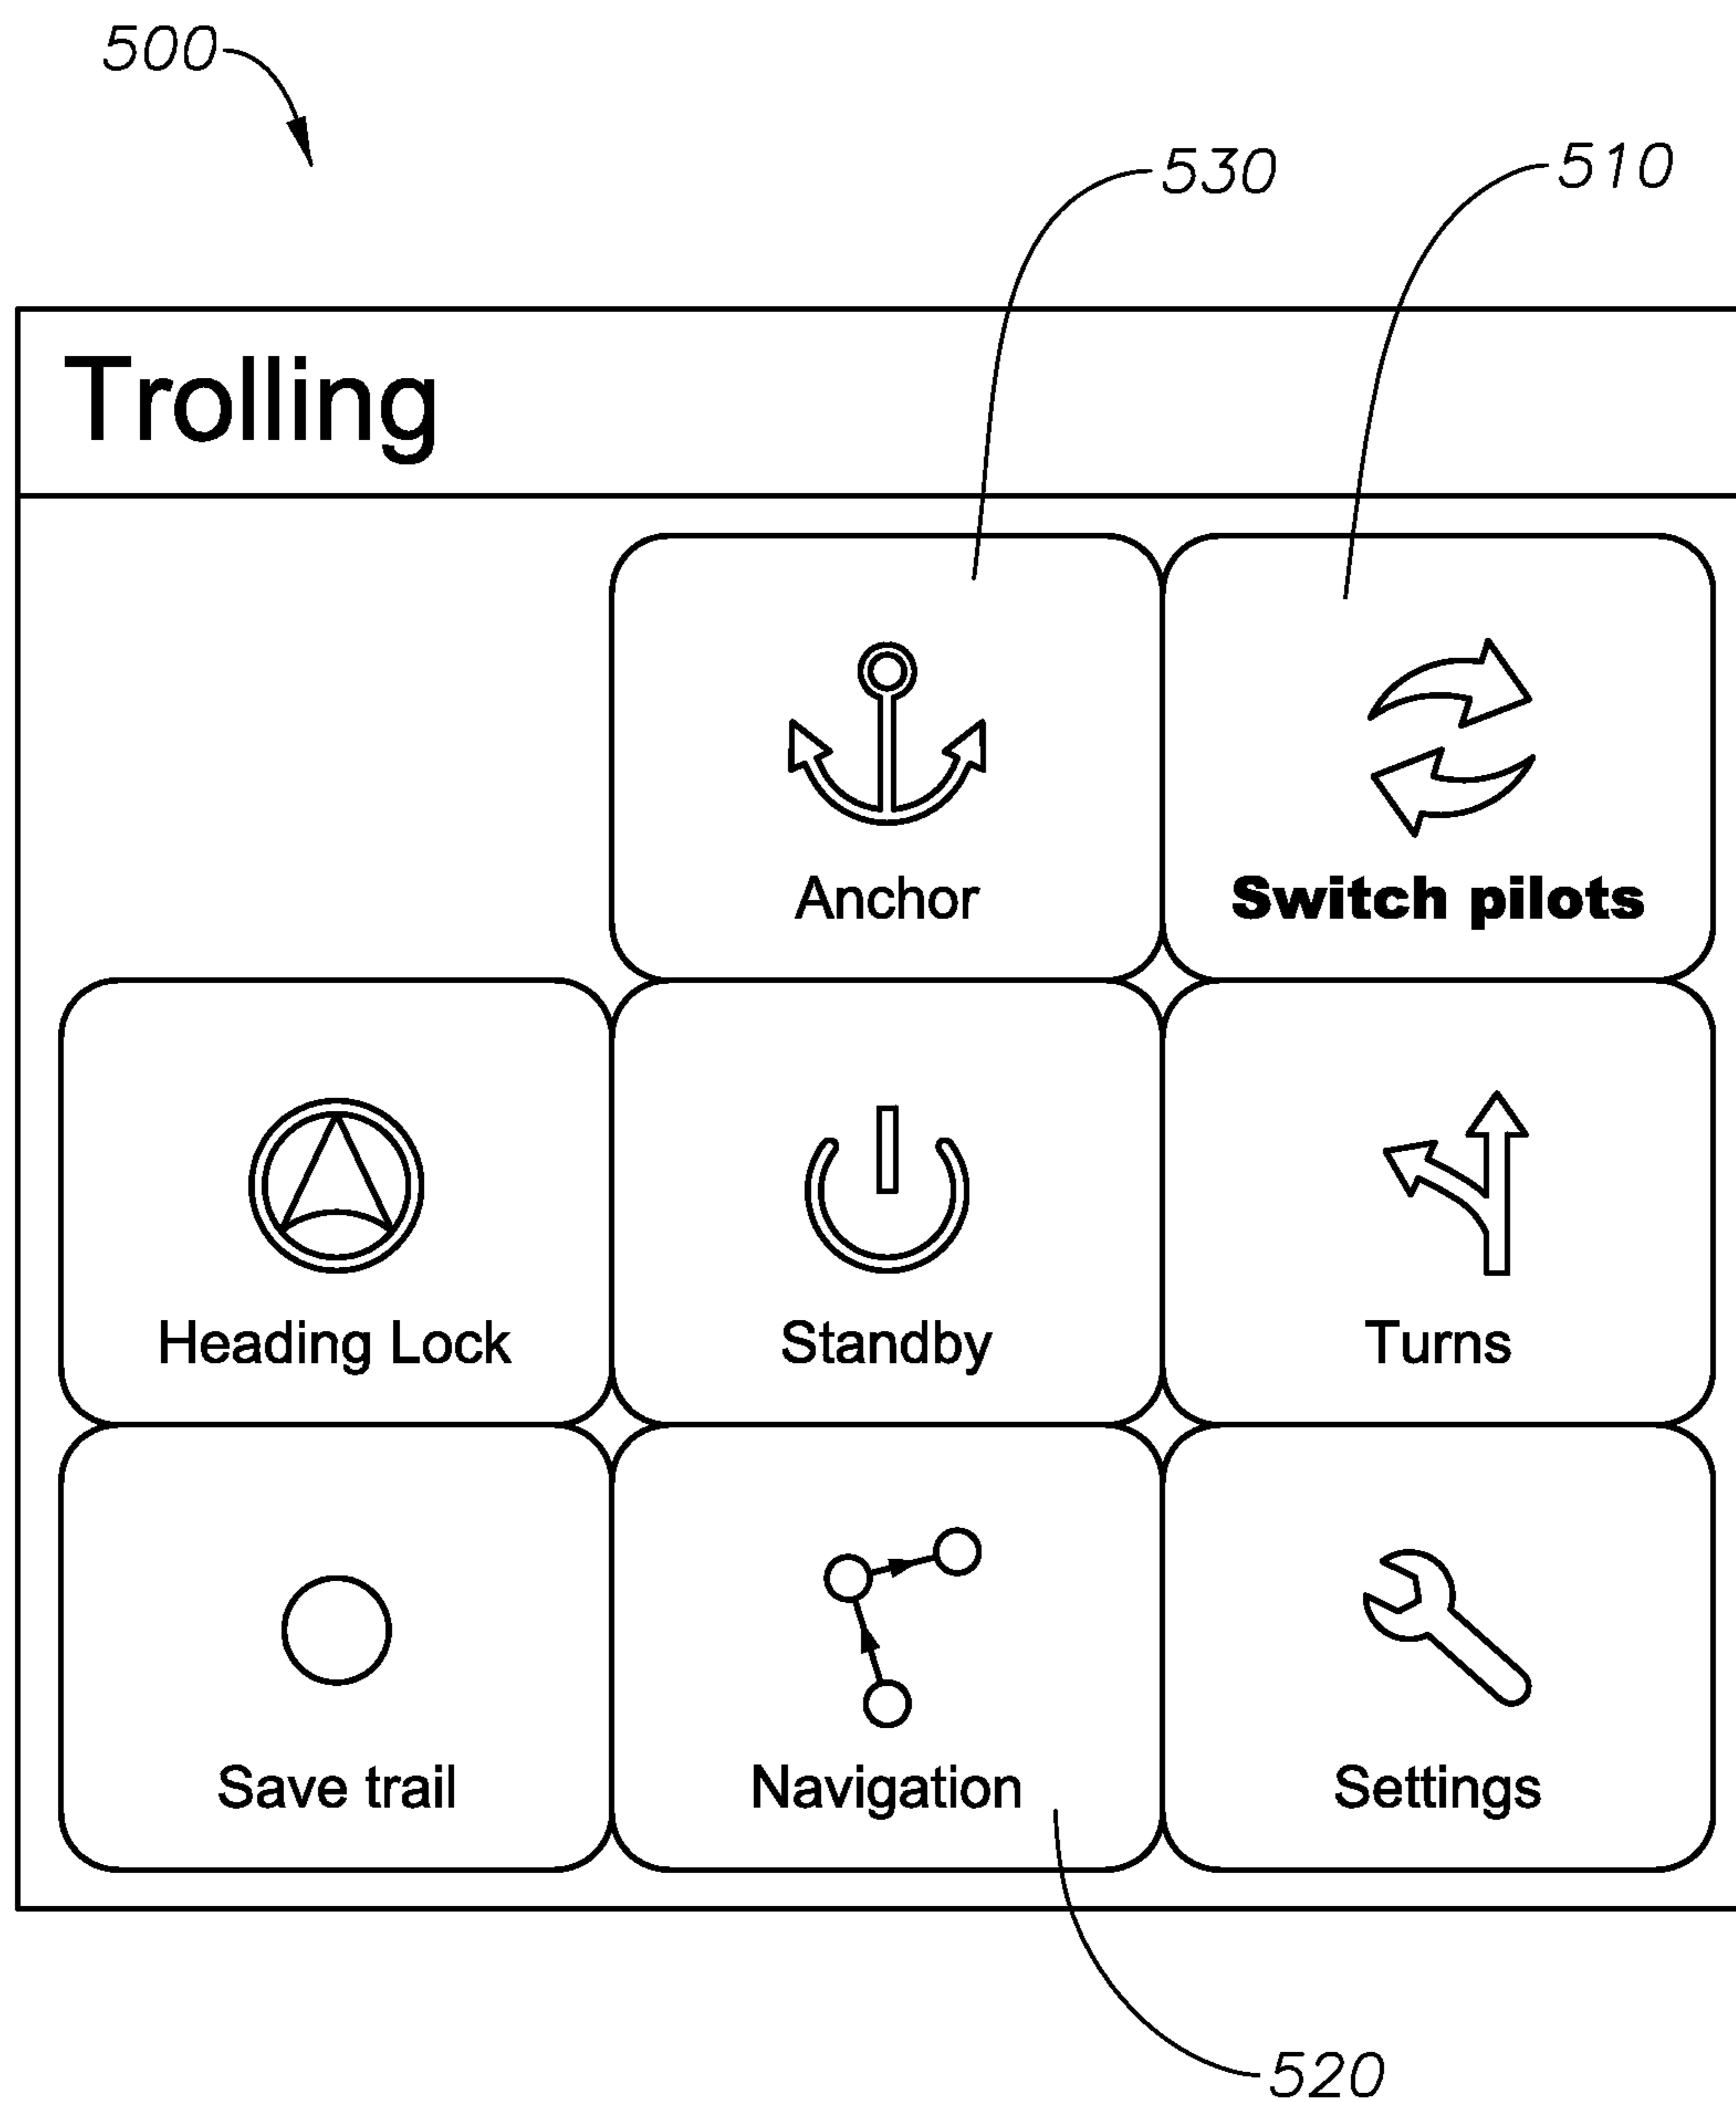 500
530
510
Trolling
Anchor
Switch pilots
Heading Lock
Standby
Turns
Save trail
Navigation
Settings
520